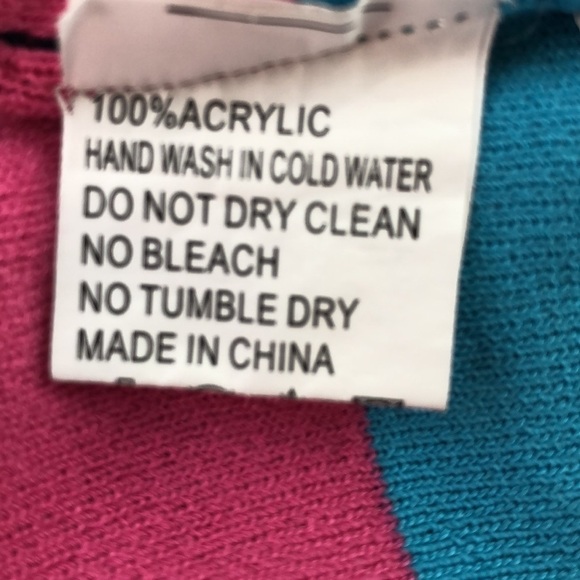 100%ACRYLIC
HAND WASH IN COLD WATER
DO NOT DRY CLEAN
NO BLEACH
NO TUMBLE DRY
MADE IN CHINA